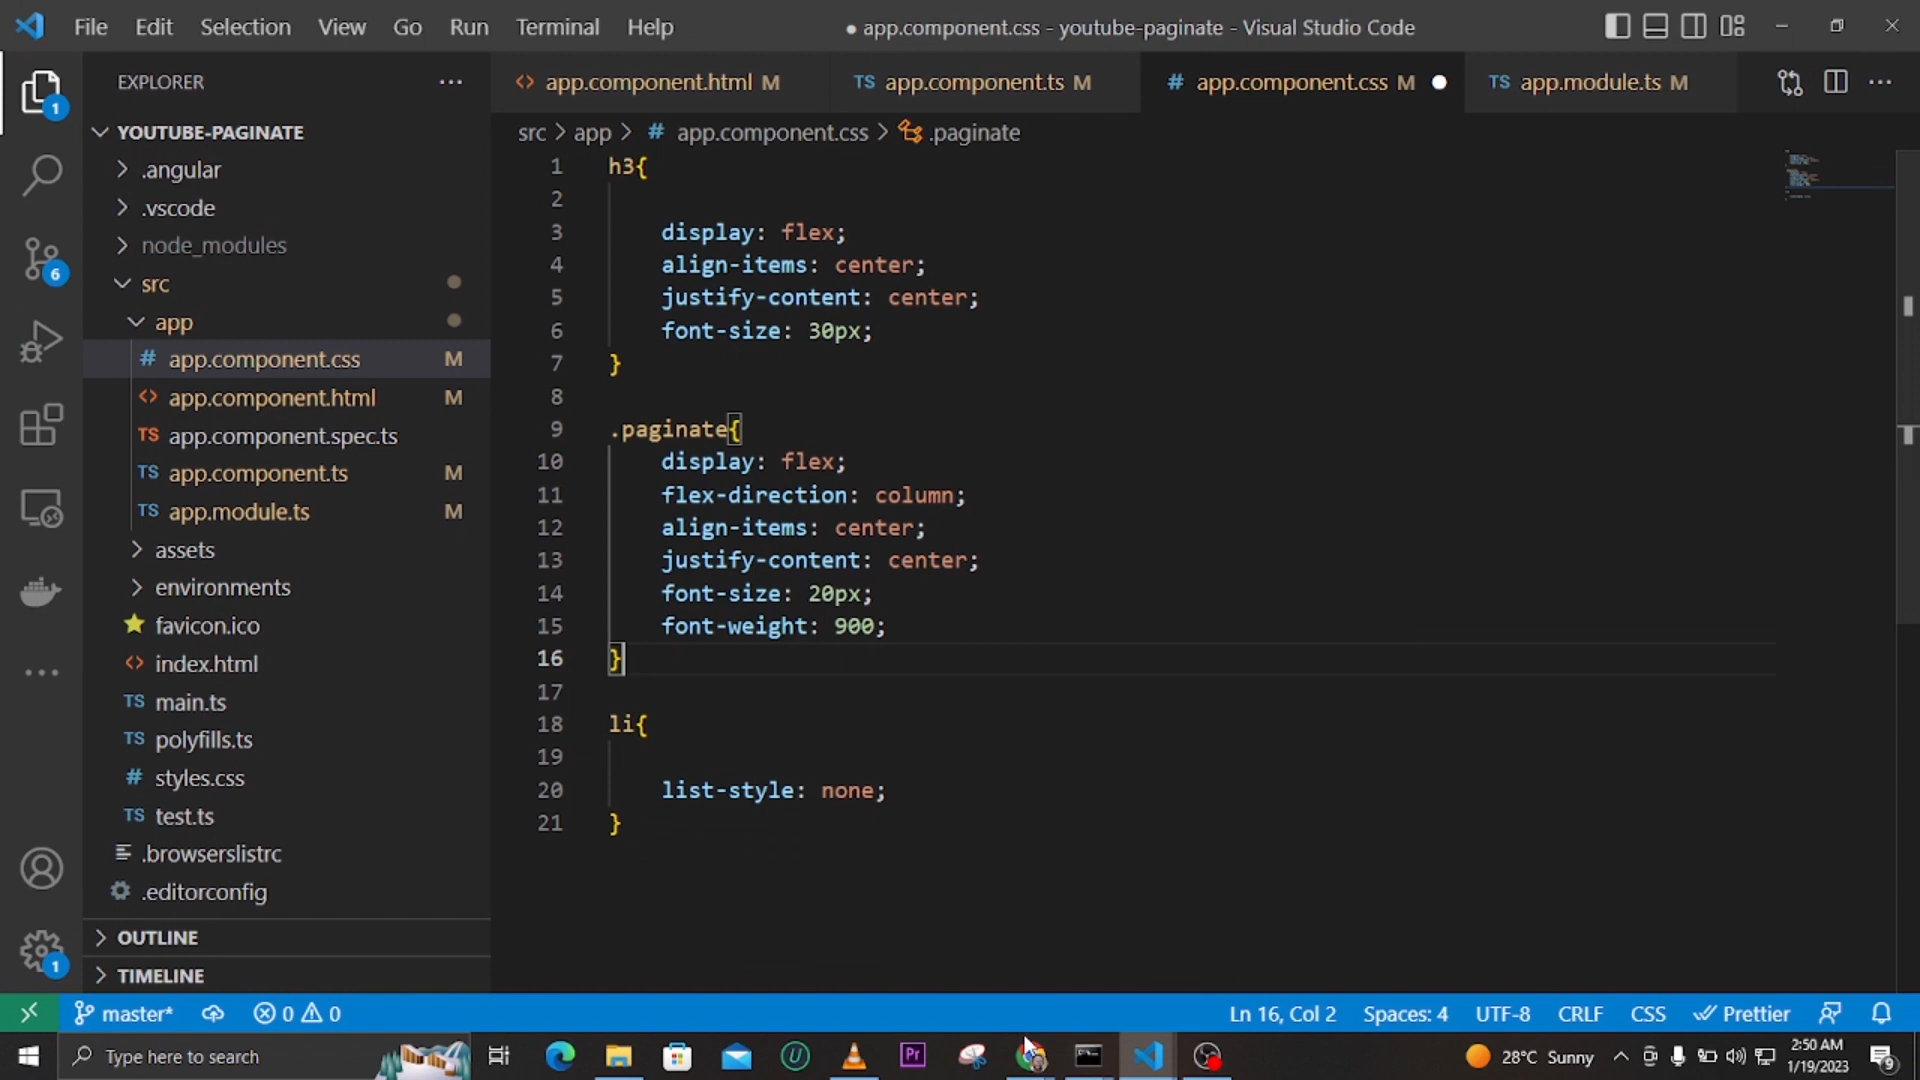 File Edit Selection View Go Run Terminal Help
● app.component.css - youtube-paginate - Visual Studio Code
EXPLORER
<> app.component.html M
TS app.component.ts M
# app.component.css M
TS app.module.ts M
src > app > # app.component.css > .paginate
YOUTUBE-PAGINATE
.angular
.vscode
node_modules
src
app
# app.component.css M
<> app.component.html M
TS app.component.spec.ts
TS app.component.ts M
TS app.module.ts M
assets
environments
favicon.ico
<> index.html
TS main.ts
TS polyfills.ts
# styles.css
TS test.ts
.browserslistrc
.editorconfig
OUTLINE
TIMELINE
1
6
1
1 h3{
2
3 display: flex;
4 align-items: center;
5 justify-content: center;
6 font-size: 30px;
7 }
8
9 .paginate{
10 display: flex;
11 flex-direction: column;
12 align-items: center;
13 justify-content: center;
14 font-size: 20px;
15 font-weight: 900;
16 }
17
18 li{
19
20 list-style: none;
21 }
master* 0 0
Ln 16, Col 2 Spaces: 4 UTF-8 CRLF CSS Prettier
Type here to search
U
Pr
28°C Sunny
2:50 AM
1/19/2023
9